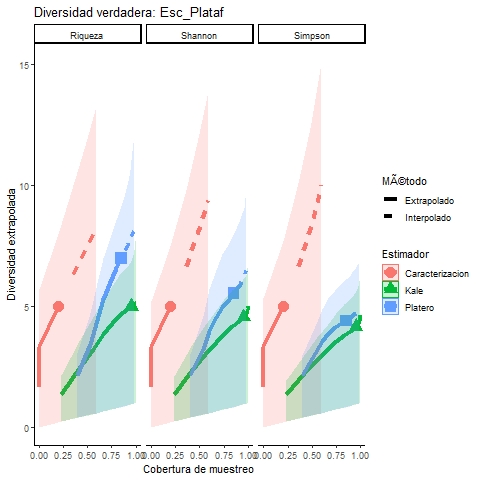 Diversidad verdadera: Esc_Plataf
Riqueza Shannon Simpson
15
10
5
0
Diversidad extrapolada
0.00 0.25 0.50 0.75 1.00 0.00 0.25 0.50 0.75 1.00 0.00 0.25 0.50 0.75 1.00
Cobertura de muestreo
MÃ©todo
Extrapolado
Interpolado
Estimador
Caracterizacion
Kale
Platero